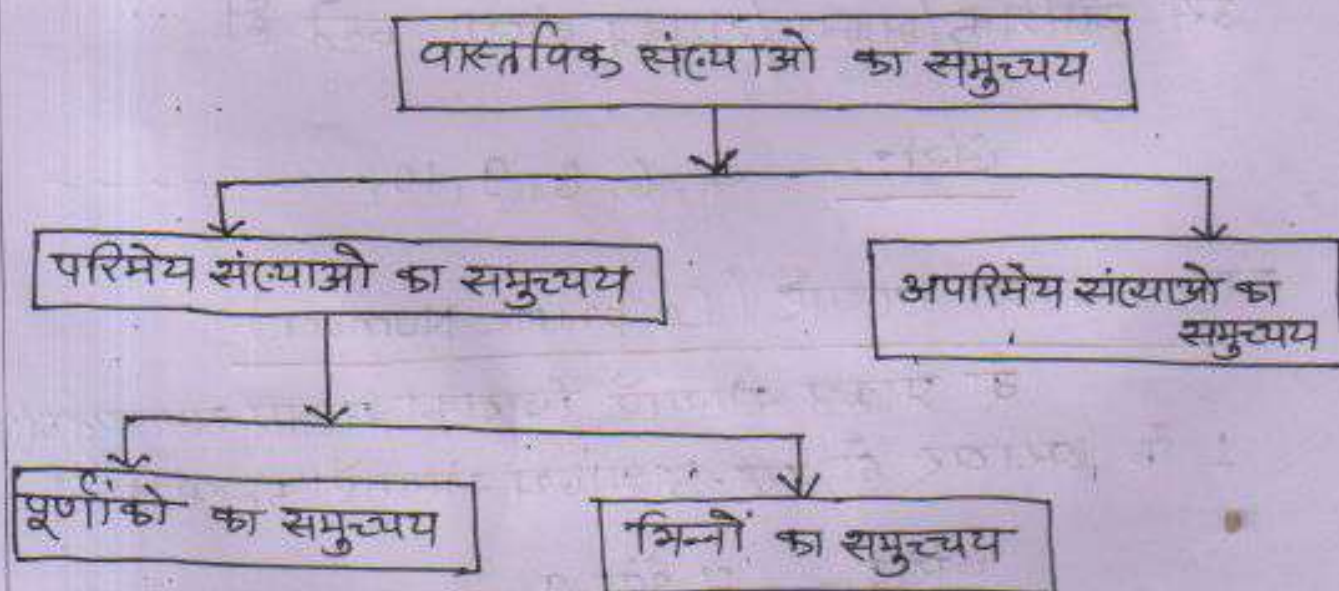 वास्तविक संख्याओ का समुच्चय
परिमेय संख्याओ का समुच्चय
अपरिमेय संख्याओ का
समुच्चय
पूर्णांको का समुच्चय
भिन्नों का समुच्चय